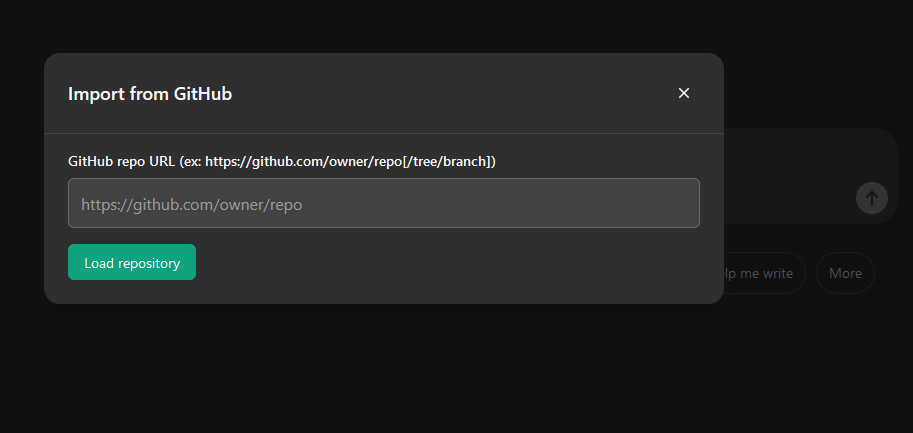 Import from GitHub
GitHub repo URL (ex: https://github.com/owner/repo[/tree/branch])
https://github.com/owner/repo
Load repository
me write
More